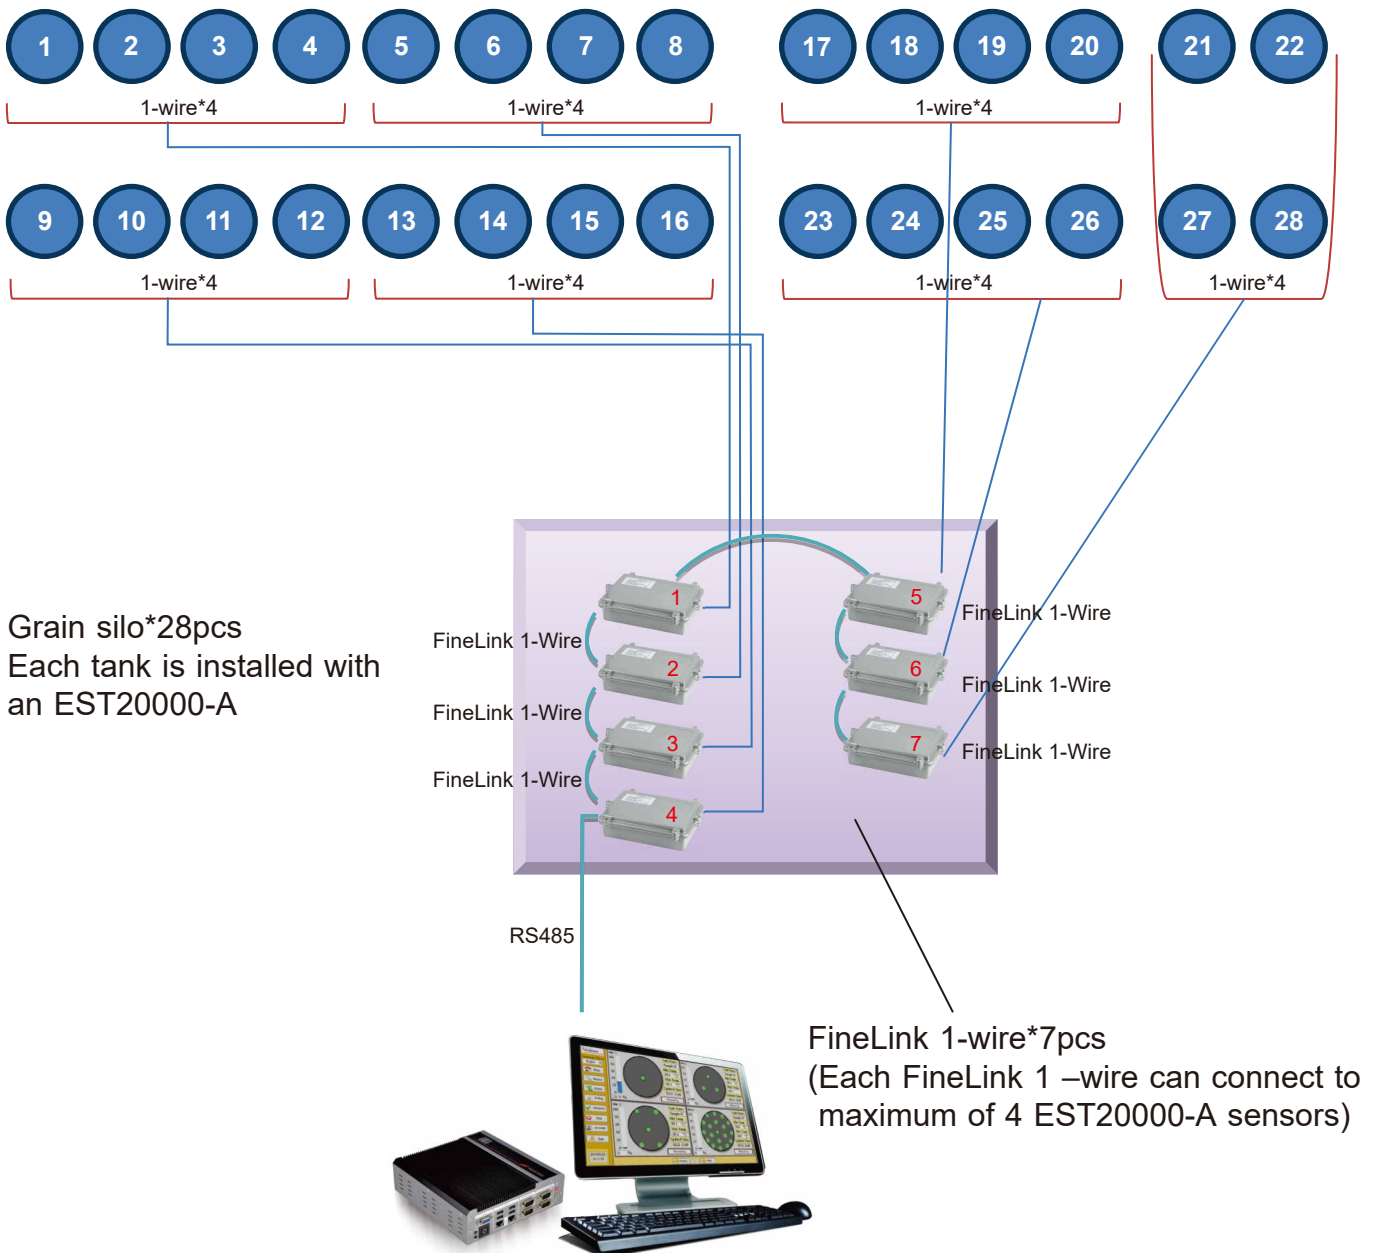 1 2 3 4 5 6 7 8 17 18 19 20 21 22
1-wire*4 1-wire*4 1-wire*4
9 10 11 12 13 14 15 16 23 24 25 26 27 28
1-wire*4 1-wire*4 1-wire*4 1-wire*4
Grain silo*28pcs
Each tank is installed with
an EST20000-A
1
5
FineLink 1-Wire
FineLink 1-Wire
2
6
FineLink 1-Wire
FineLink 1-Wire
3
7
FineLink 1-Wire
FineLink 1-Wire
4
RS485
FineLink 1-wire*7pcs
(Each FineLink 1 –wire can connect to
maximum of 4 EST20000-A sensors)